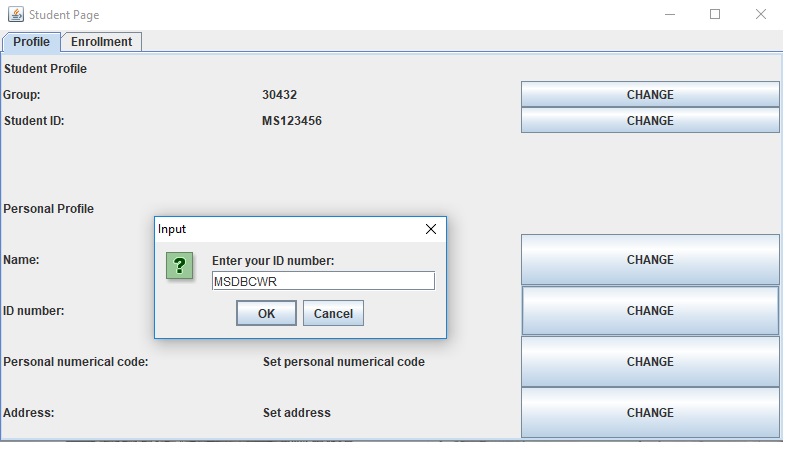 Student Page
Profile Enrollment
Student Profile
Group: 30432 CHANGE
Student ID: MS123456 CHANGE
Personal Profile
Input
Enter your ID number:
?
MSDBCWR
OK Cancel
Name: CHANGE
ID number: CHANGE
Personal numerical code: Set personal numerical code CHANGE
Address: Set address CHANGE